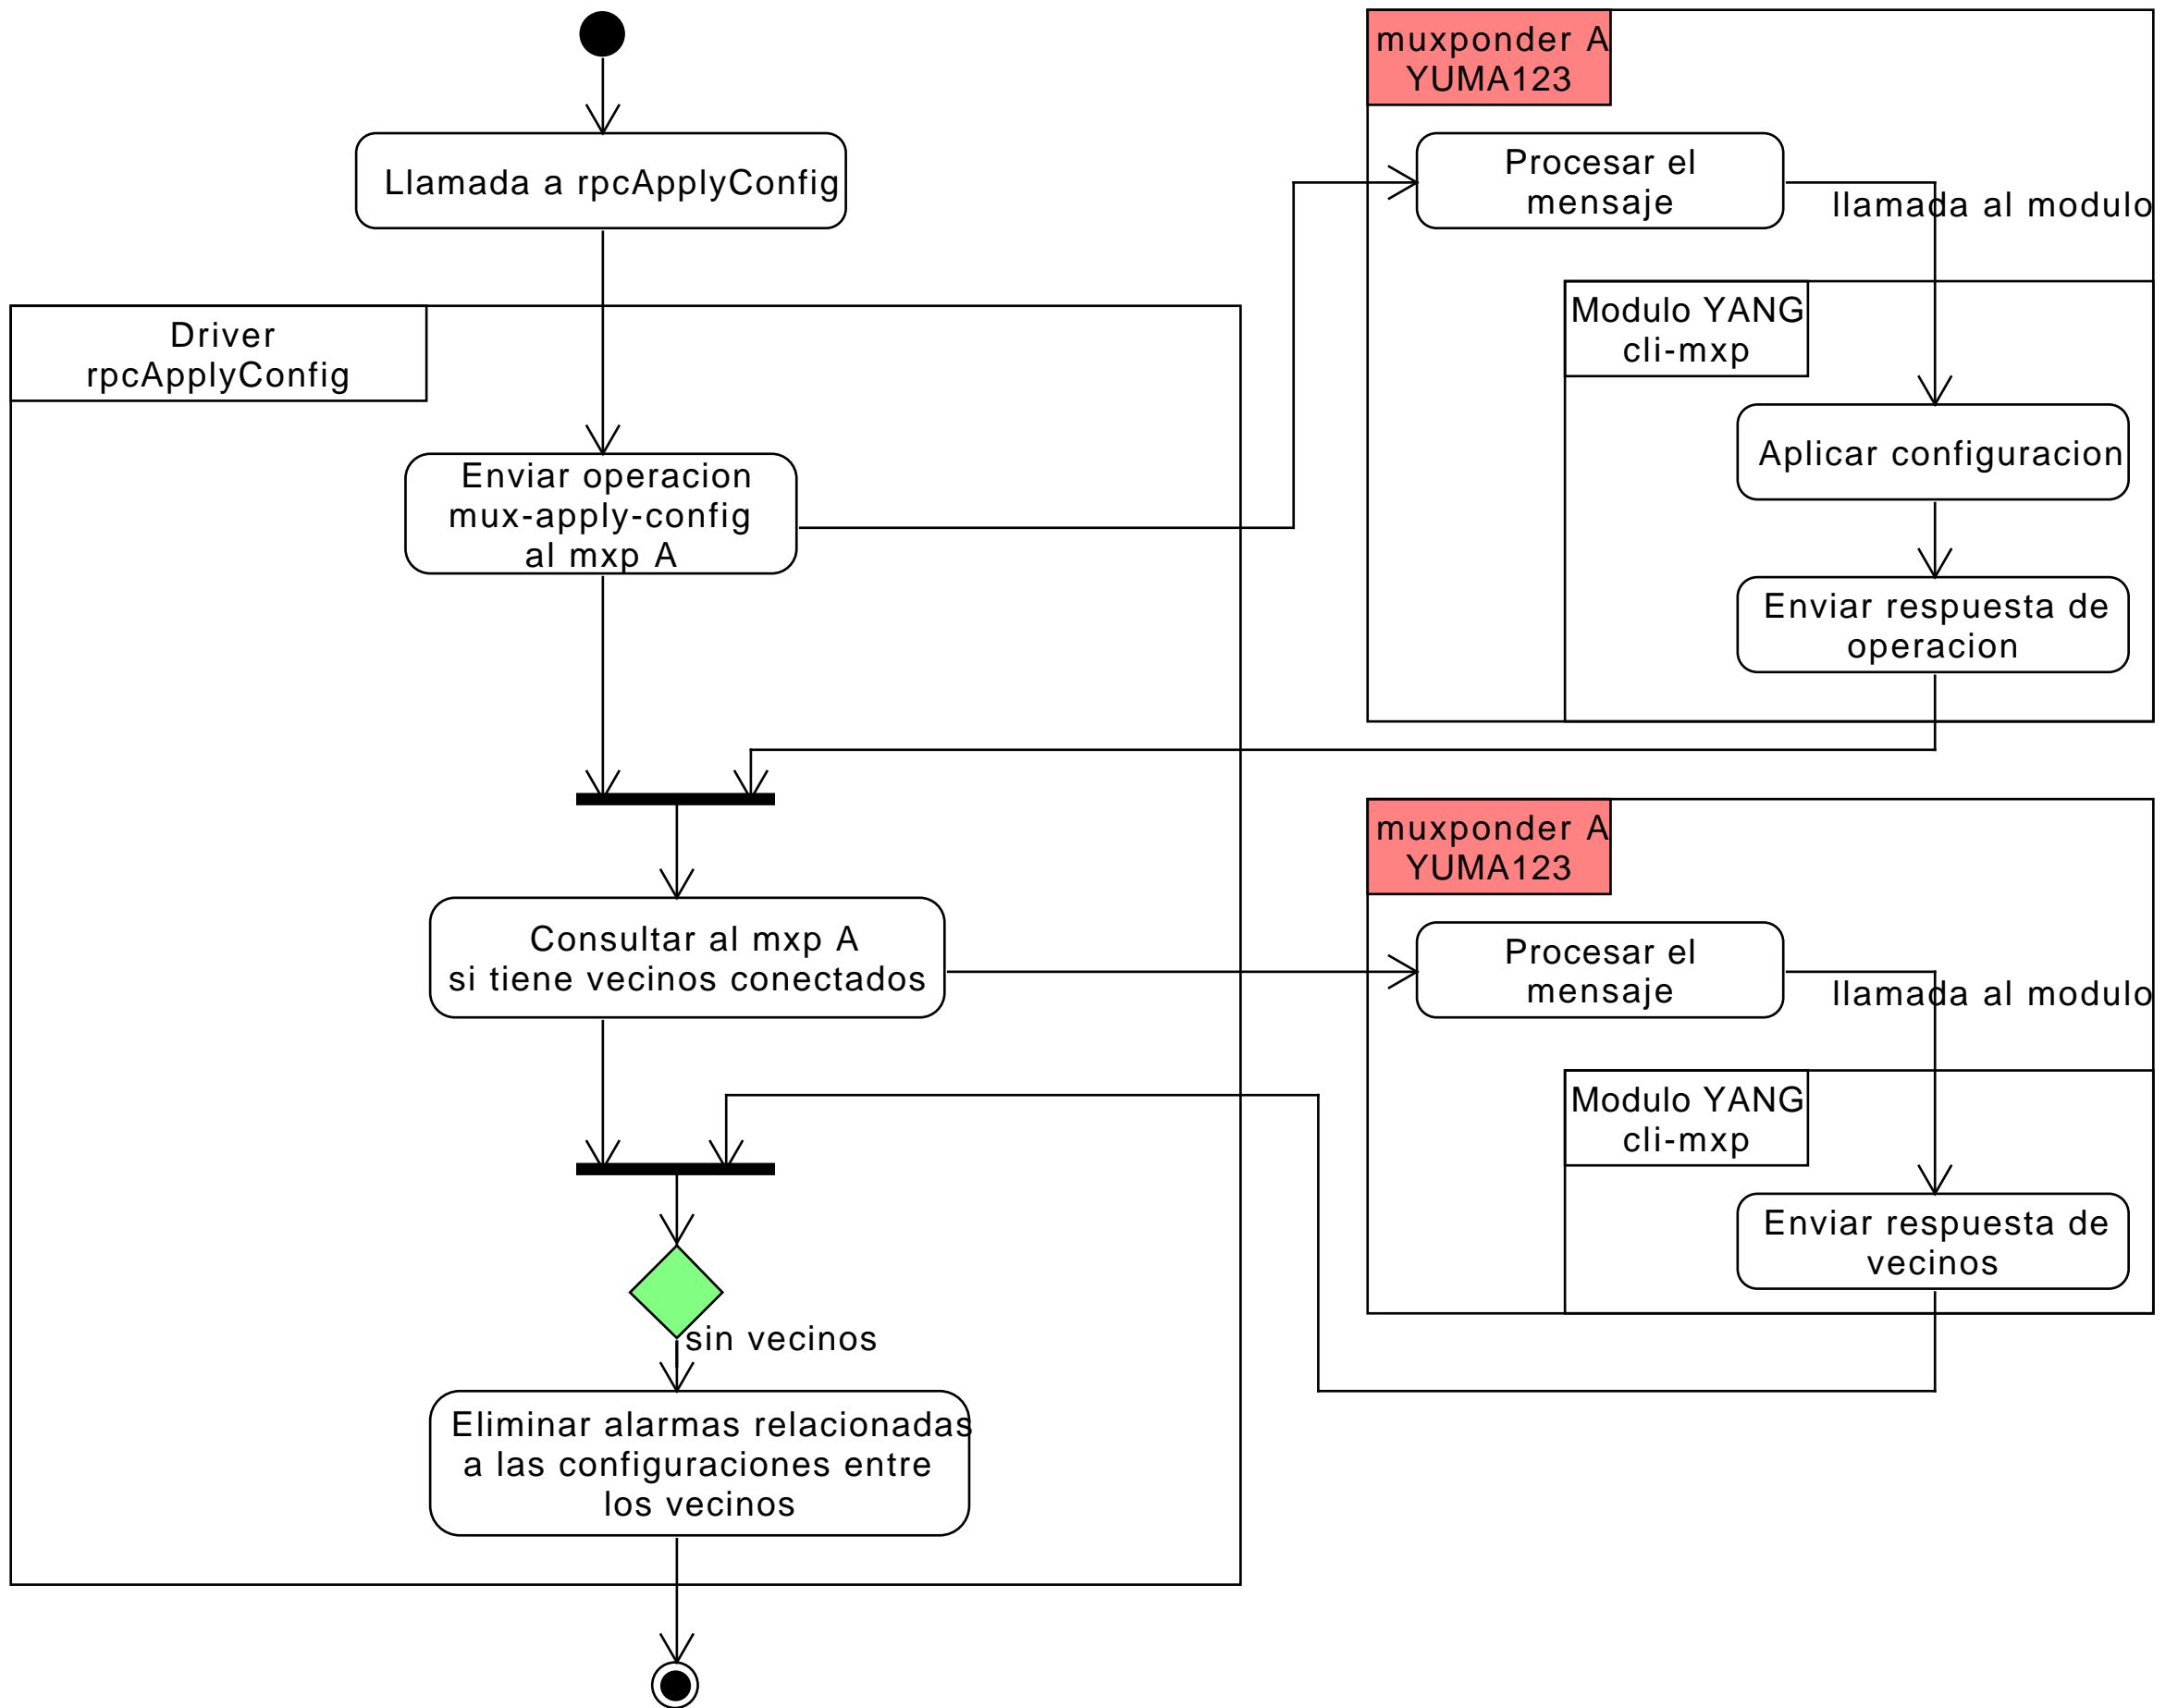 muxponder A
YUMA123
Llamada a rpcApplyConfig
Procesar el
mensaje
llamada al modulo
Driver
rpcApplyConfig
Modulo YANG
cli-mxp
Enviar operacion
mux-apply-config
al mxp A
Aplicar configuracion
Enviar respuesta de
operacion
muxponder A
YUMA123
Consultar al mxp A
si tiene vecinos conectados
Procesar el
mensaje
llamada al modulo
Modulo YANG
cli-mxp
Enviar respuesta de
vecinos
sin vecinos
Eliminar alarmas relacionadas
a las configuraciones entre
los vecinos